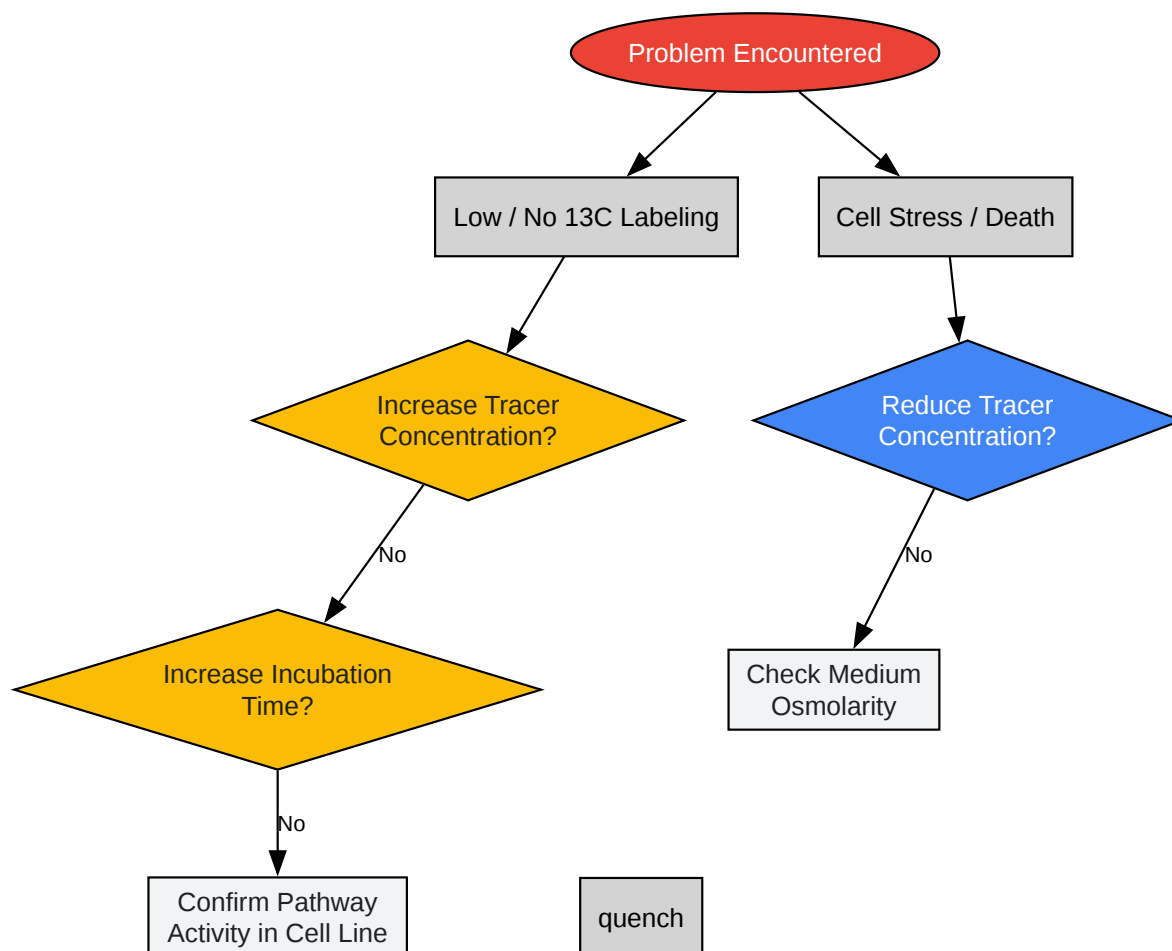 Problem Encountered
Low / No 13C Labeling
Cell Stress / Death
Increase Tracer
Concentration?
Reduce Tracer
Concentration?
No
No
Increase Incubation
Time?
Check Medium
Osmolarity
No
Confirm Pathway
Activity in Cell Line
quench